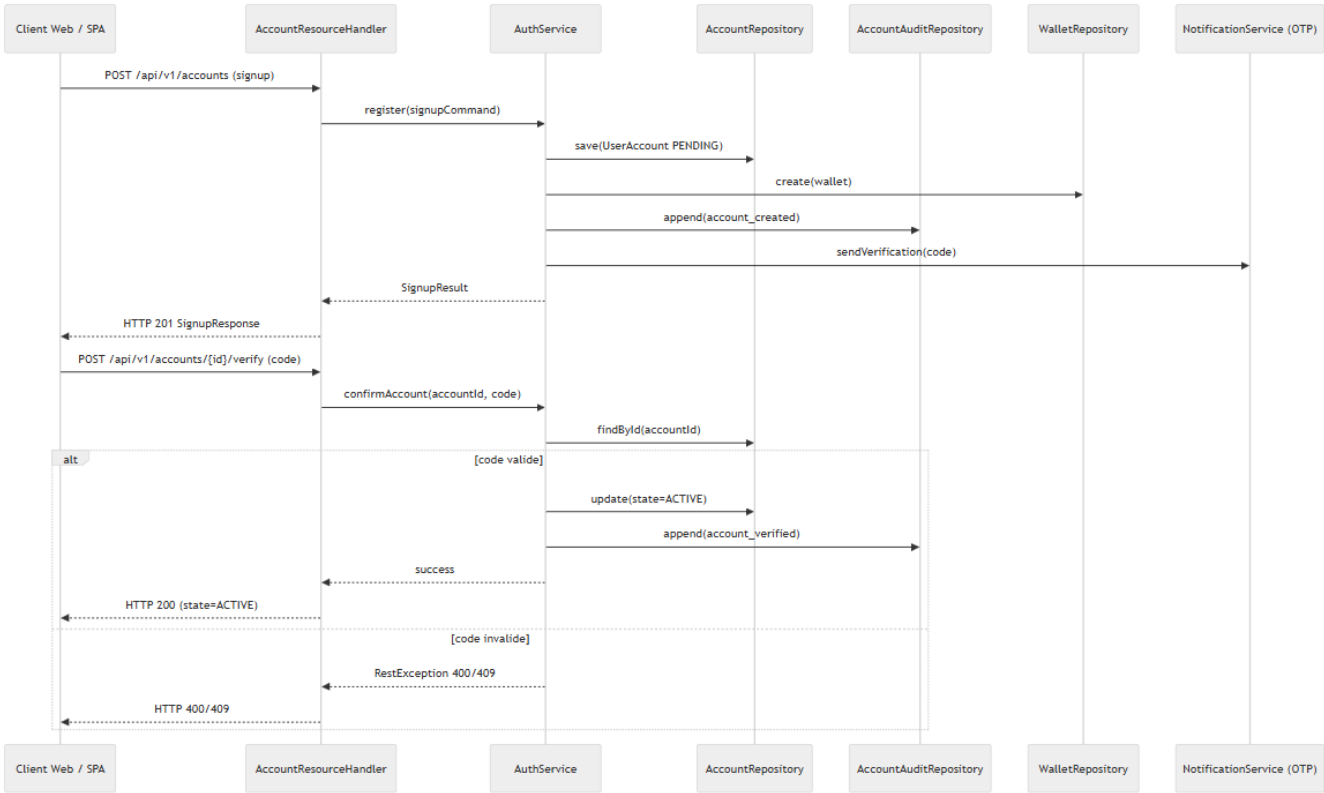 Client Web / SPA
AccountResourceHandler
AuthService
AccountRepository
AccountAuditRepository
WalletRepository
NotificationService (OTP)
POST /api/v1/accounts (signup)
register(signupCommand)
save(UserAccount PENDING)
create(wallet)
append(account_created)
sendVerification(code)
SignupResult
HTTP 201 SignupResponse
POST /api/v1/accounts/{id}/verify (code)
confirmAccount(accountId, code)
findById(accountId)
alt
[code valide]
update(state=ACTIVE)
append(account_verified)
success
HTTP 200 (state=ACTIVE)
[code invalide]
RestException 400/409
HTTP 400/409
Client Web / SPA
AccountResourceHandler
AuthService
AccountRepository
AccountAuditRepository
WalletRepository
NotificationService (OTP)